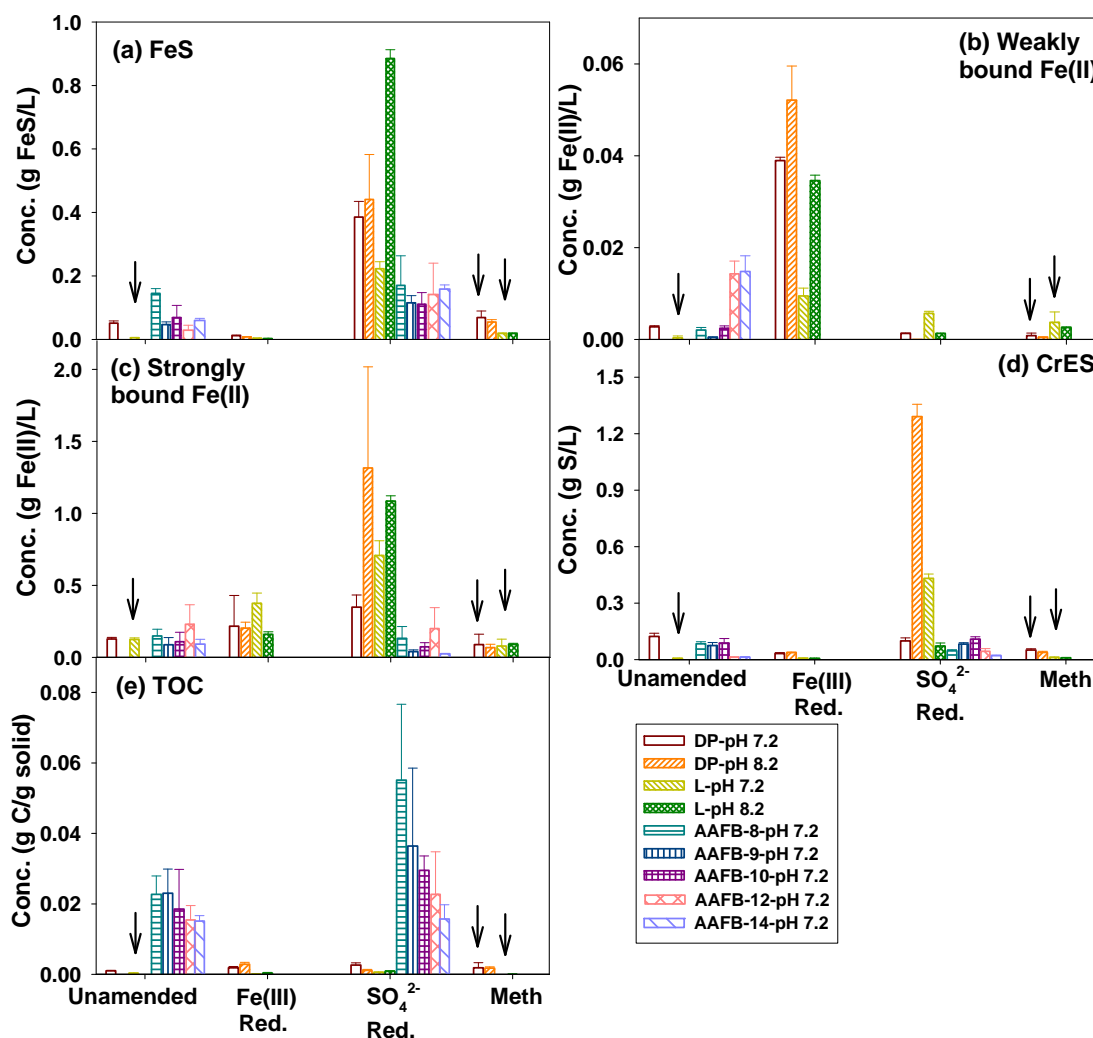 (a) FeS
Conc. (g FeS/L)
1.0
0.8
0.6
0.4
0.2
0.0
(b) Weakly
bound Fe(II)
Conc. (g Fe(II)/L)
0.06
0.04
0.02
0.00
(c) Strongly
bound Fe(II)
Conc. (g Fe(II)/L)
2.0
1.5
1.0
0.5
0.0
(d) CrES
Conc. (g S/L)
1.5
1.2
0.9
0.6
0.3
0.0
Unamended
Fe(III)
Red.
SO₄²⁻
Red.
Meth
(e) TOC
Conc. (g C/g solid)
0.08
0.06
0.04
0.02
0.00
Unamended
Fe(III)
Red.
SO₄²⁻
Red.
Meth
DP-pH 7.2
DP-pH 8.2
L-pH 7.2
L-pH 8.2
AAFB-8-pH 7.2
AAFB-9-pH 7.2
AAFB-10-pH 7.2
AAFB-12-pH 7.2
AAFB-14-pH 7.2